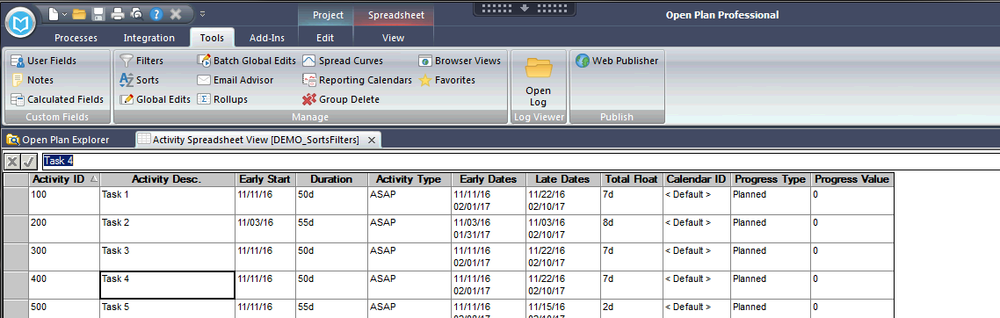 Project Spreadsheet Open Plan Professional
Processes Integration Tools Add-Ins Edit View
User Fields Filters Batch Global Edits Spread Curves Browser Views Web Publisher
Notes Sorts Email Advisor Reporting Calendars Favorites Open
Calculated Fields Global Edits Rollups Group Delete Log
Custom Fields Manage Log Viewer Publish
Open Plan Explorer Activity Spreadsheet View [DEMO_SortsFilters]
Task 4
Activity ID Activity Desc. Early Start Duration Activity Type Early Dates Late Dates Total Float Calendar ID Progress Type Progress Value
100 Task 1 11/11/16 50d ASAP 11/11/16 11/22/16 7d < Default > Planned 0
02/01/17 02/10/17
200 Task 2 11/03/16 55d ASAP 11/03/16 11/22/16 8d < Default > Planned 0
01/31/17 02/10/17
300 Task 3 11/11/16 50d ASAP 11/11/16 11/22/16 7d < Default > Planned 0
02/01/17 02/10/17
400 Task 4 11/11/16 50d ASAP 11/11/16 11/22/16 7d < Default > Planned 0
02/01/17 02/10/17
500 Task 5 11/11/16 55d ASAP 11/11/16 11/15/16 2d < Default > Planned 0